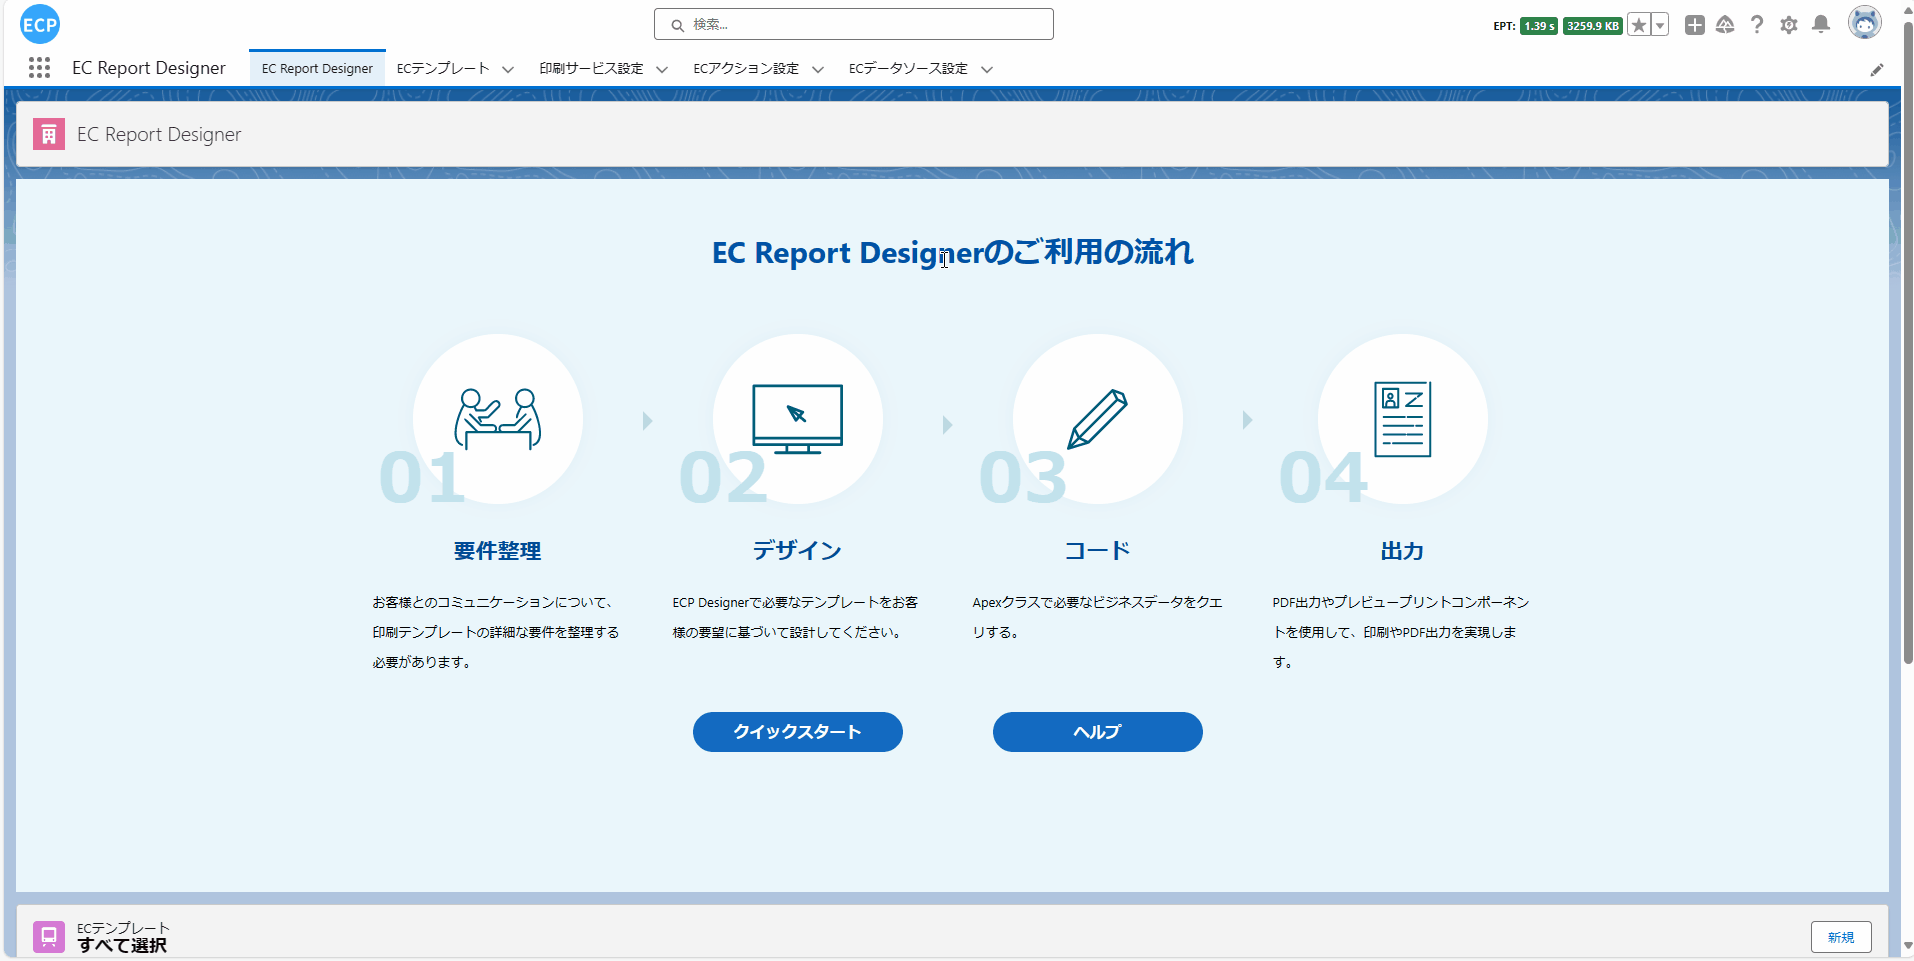 ECP
検索...
EPT: 1.39 s 3259.9 KB
EC Report Designer
EC Report Designer ECテンプレート 印刷サービス設定 ECアクション設定 ECデータソース設定
EC Report Designer
EC Report Designerのご利用の流れ
01 02 03 04
要件整理
お客様とのコミュニケーションについて、
印刷テンプレートの詳細な要件を整理する
必要があります。
デザイン
ECP Designerで必要なテンプレートをお客
様の要望に基づいて設計してください。
コード
Apexクラスで必要なビジネスデータをクエ
リする。
出力
PDF出力やプレビュープリントコンポーネン
トを使用して、印刷やPDF出力を実現しま
す。
クイックスタート
ヘルプ
ECテンプレート
すべて選択
新規